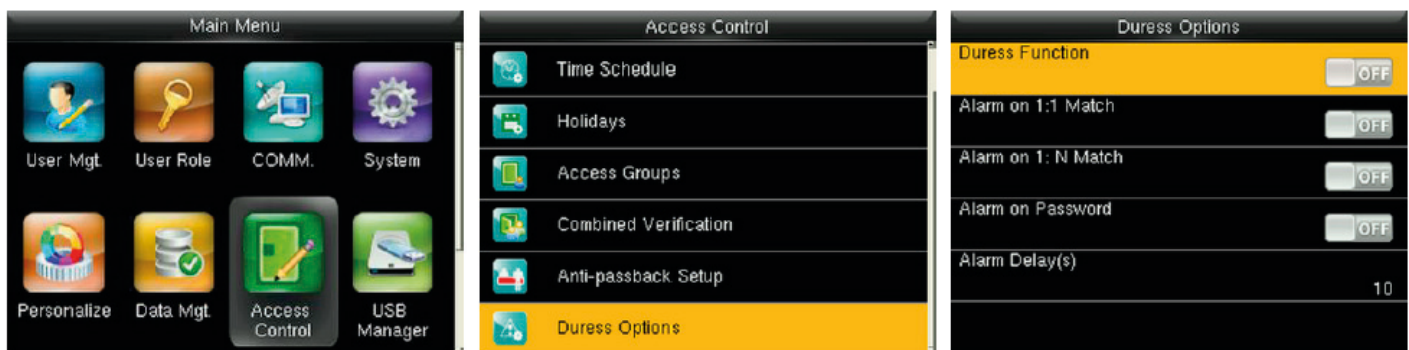 Main Menu
User Mgt.
User Role
COMM.
System
Personalize
Data Mgt.
Access
Control
USB
Manager
Access Control
Time Schedule
Holidays
Access Groups
Combined Verification
Anti-passback Setup
Duress Options
Duress Options
Duress Function
OFF
Alarm on 1:1 Match
OFF
Alarm on 1: N Match
OFF
Alarm on Password
OFF
Alarm Delay(s)
10